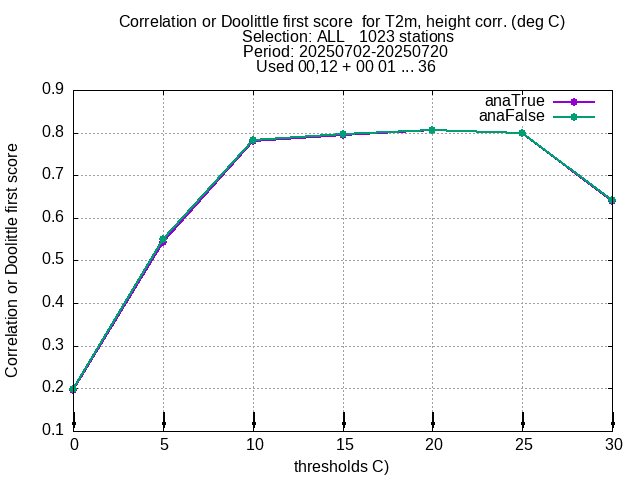 Correlation or Doolittle first score  for T2m, height corr. (deg C)
Selection: ALL   1023 stations
Period: 20250702-20250720
Used 00,12 + 00 01 ... 36
anaTrue
anaFalse
Correlation or Doolittle first score
0.9
0.8
0.7
0.6
0.5
0.4
0.3
0.2
0.1
0 5 10 15 20 25 30
thresholds C)